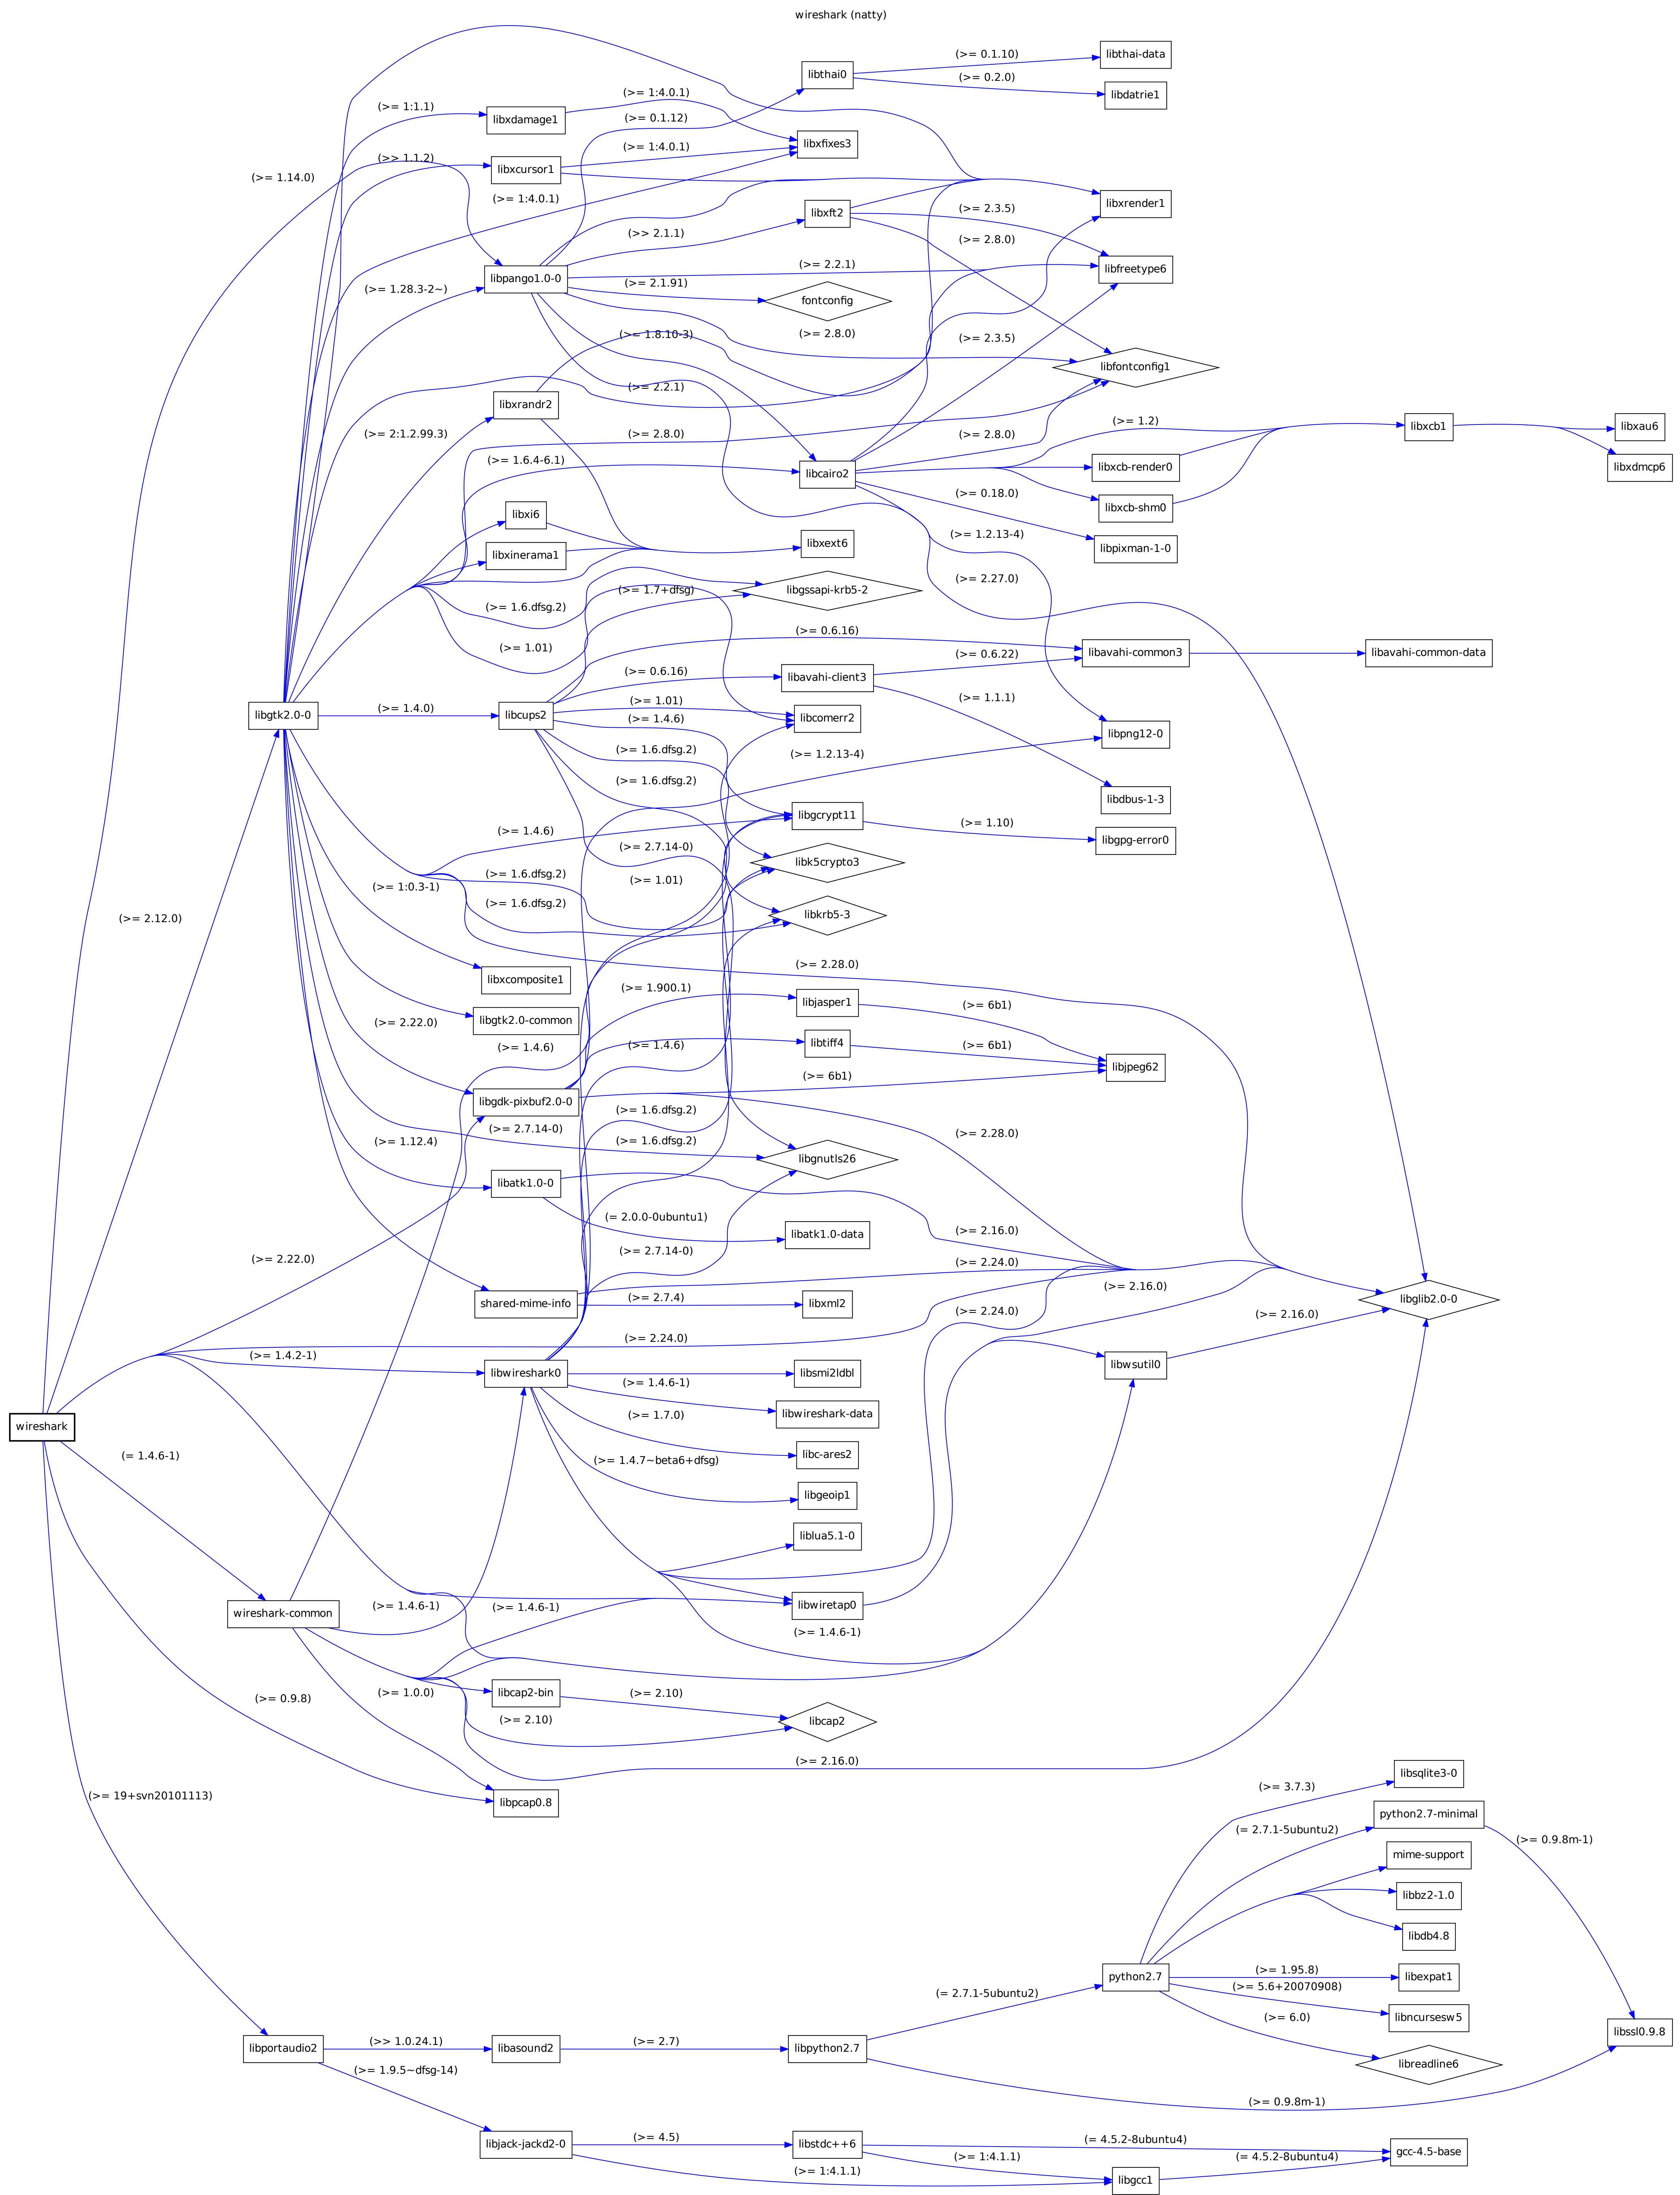 wireshark (natty)
libthai0
(>= 0.1.10)
libthai-data
(>= 0.2.0)
libdatrie1
(>= 1:1.1)
libxdamage1
(>= 1:4.0.1)
(>= 0.1.12)
libxfixes3
(>= 1:4.0.1)
(>> 1.1.2)
libxcursor1
(>= 1.14.0)
(>= 1:4.0.1)
libxft2
libxrender1
(>= 2.3.5)
(>> 2.1.1)
(>= 2.8.0)
libpango1.0-0
(>= 2.2.1)
libfreetype6
(>= 1.28.3-2~)
(>= 2.1.91)
fontconfig
(>= 1.8.10-3)
(>= 2.8.0)
(>= 2.3.5)
libfontconfig1
(>= 2.2.1)
libxrandr2
(>= 2:1.2.99.3)
(>= 2.8.0)
(>= 2.8.0)
(>= 1.2)
libxcb1
libxau6
(>= 1.6.4-6.1)
libcairo2
libxcb-render0
libxdmcp6
(>= 0.18.0)
libxcb-shm0
libxi6
(>= 1.2.13-4)
libxinerama1
libxext6
libpixman-1-0
(>= 2.27.0)
(>= 1.7+dfsg)
libgssapi-krb5-2
(>= 1.6.dfsg.2)
(>= 0.6.16)
(>= 1.01)
libavahi-common3
(>= 0.6.22)
libavahi-common-data
(>= 0.6.16)
libavahi-client3
(>= 1.1.1)
libgtk2.0-0
(>= 1.4.0)
libcups2
(>= 1.01)
libcomerr2
(>= 1.4.6)
libpng12-0
(>= 1.6.dfsg.2)
(>= 1.2.13-4)
(>= 1.6.dfsg.2)
libdbus-1-3
libgcrypt11
(>= 1.10)
libgpg-error0
(>= 1.4.6)
(>= 2.7.14-0)
libk5crypto3
(>= 1.6.dfsg.2)
(>= 1.01)
(>= 1:0.3-1)
(>= 1.6.dfsg.2)
libkrb5-3
(>= 2.12.0)
(>= 2.28.0)
libxcomposite1
(>= 1.900.1)
libjasper1
(>= 6b1)
libgtk2.0-common
(>= 2.22.0)
(>= 1.4.6)
(>= 1.4.6)
libtiff4
(>= 6b1)
libjpeg62
(>= 6b1)
libgdk-pixbuf2.0-0
(>= 1.6.dfsg.2)
(>= 2.7.14-0)
(>= 2.28.0)
(>= 1.12.4)
(>= 1.6.dfsg.2)
libgnutls26
libatk1.0-0
(= 2.0.0-0ubuntu1)
libatk1.0-data
(>= 2.16.0)
(>= 2.22.0)
(>= 2.7.14-0)
(>= 2.24.0)
(>= 2.16.0)
shared-mime-info
(>= 2.7.4)
libxml2
libglib2.0-0
(>= 2.24.0)
(>= 2.16.0)
(>= 2.24.0)
(>= 1.4.2-1)
libwireshark0
libwsutil0
libsmi2ldbl
(>= 1.4.6-1)
libwireshark-data
wireshark
(>= 1.7.0)
(= 1.4.6-1)
libc-ares2
(>= 1.4.7~beta6+dfsg)
libgeoip1
liblua5.1-0
wireshark-common
(>= 1.4.6-1)
(>= 1.4.6-1)
libwiretap0
(>= 1.4.6-1)
(>= 0.9.8)
(>= 1.0.0)
libcap2-bin
(>= 2.10)
(>= 2.10)
libcap2
(>= 2.16.0)
libpcap0.8
(>= 19+svn20101113)
libsqlite3-0
(>= 3.7.3)
python2.7-minimal
(= 2.7.1-5ubuntu2)
(>= 0.9.8m-1)
mime-support
libbz2-1.0
libdb4.8
python2.7
(>= 1.95.8)
libexpat1
(>= 5.6+20070908)
(= 2.7.1-5ubuntu2)
libncursesw5
(>= 6.0)
libssl0.9.8
libportaudio2
(>> 1.0.24.1)
libasound2
(>= 2.7)
libpython2.7
libreadline6
(>= 1.9.5~dfsg-14)
(>= 0.9.8m-1)
libjack-jackd2-0
(>= 4.5)
libstdc++6
(= 4.5.2-8ubuntu4)
gcc-4.5-base
(>= 1:4.1.1)
(= 4.5.2-8ubuntu4)
(>= 1:4.1.1)
libgcc1